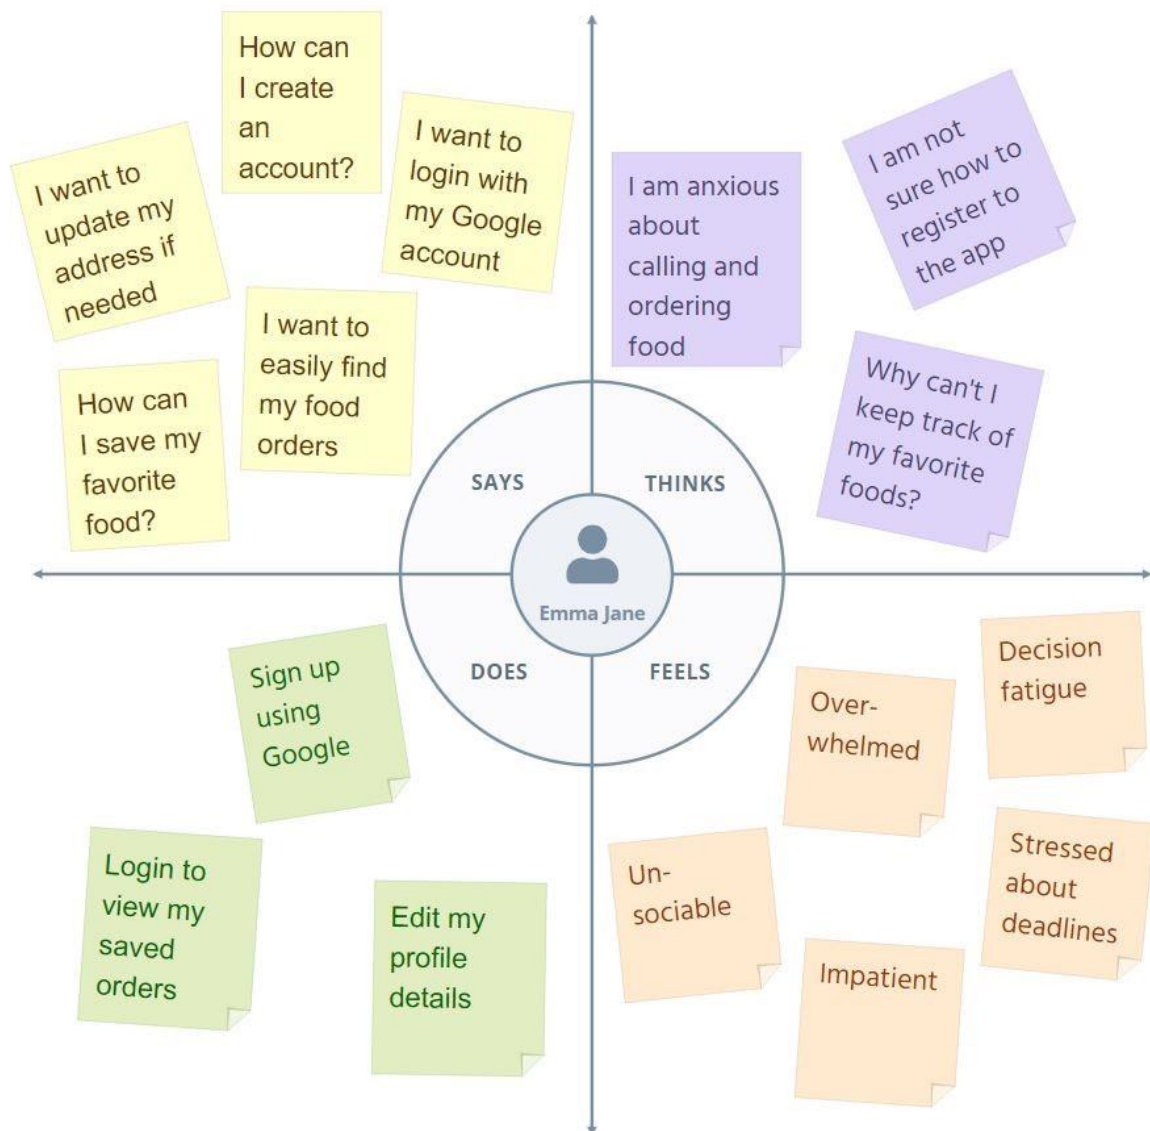 How can
I create
an
account?
I want to
login with
my Google
account
I want to
update my
address if
needed
I want to
easily find
my food
orders
How can
I save my
favorite
food?
I am anxious
about
calling and
ordering
food
I am not
sure how to
register to
the app
Why can't I
keep track of
my favorite
foods?
SAYS
THINKS
Emma Jane
DOES
FEELS
Sign up
using
Google
Login to
view my
saved
orders
Edit my
profile
details
Over-
whelmed
Decision
fatigue
Un-
sociable
Stressed
about
deadlines
Impatient